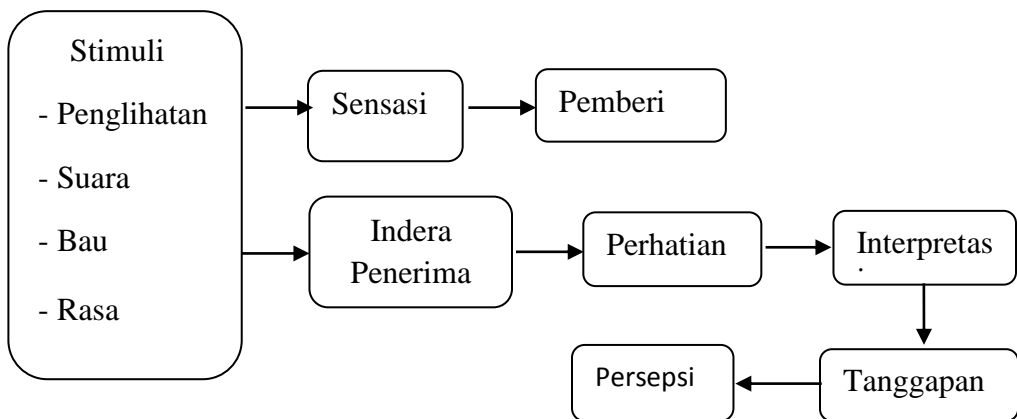 Stimuli
- Penglihatan
- Suara
- Bau
- Rasa
Sensasi
Pemberi
Indera
Penerima
Perhatian
Interpretas
Tanggapan
Persepsi